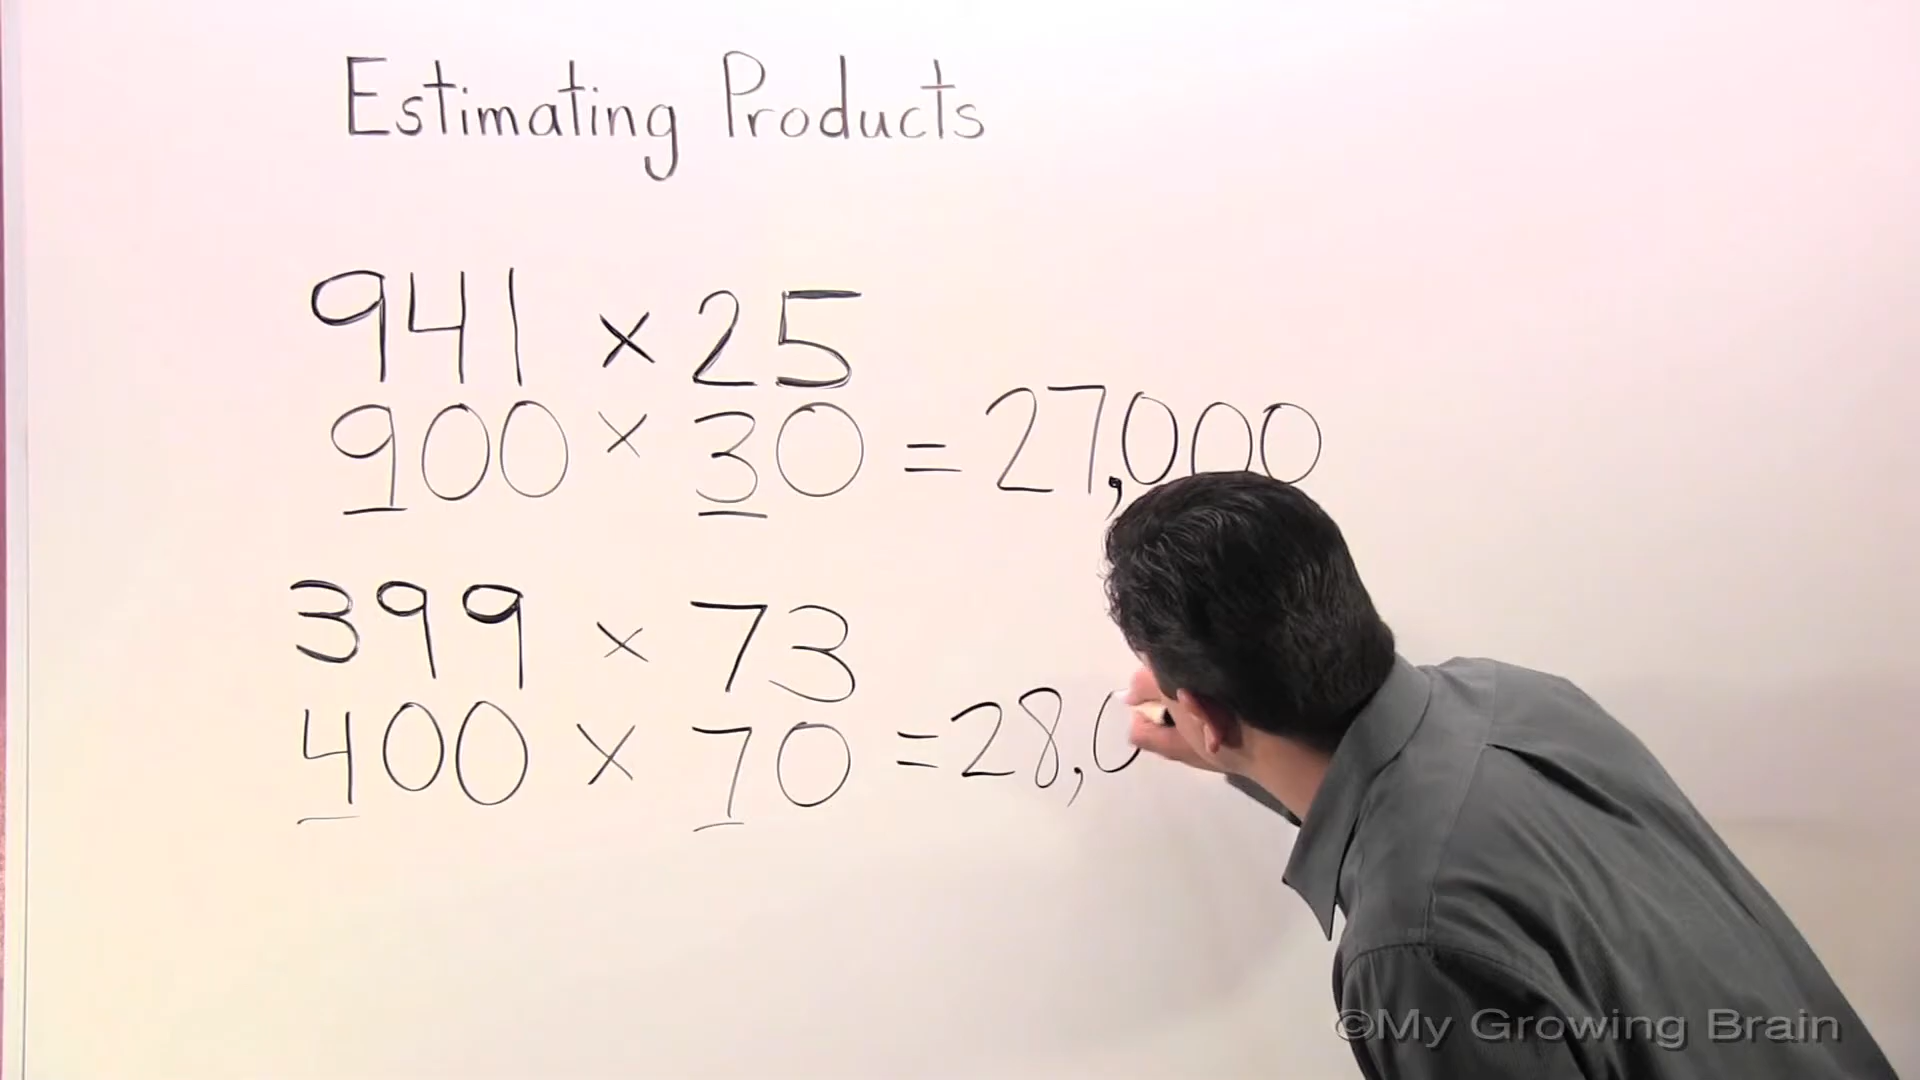 Estimating Products
941 × 25
900 × 30 = 27,000
399 × 73
400 × 70 = 28,0
©My Growing Brain